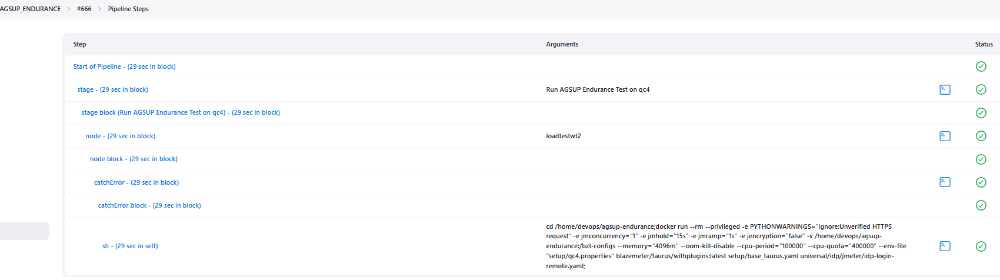 AGSUP_ENDURANCE > #666 > Pipeline Steps
Step Arguments Status
Start of Pipeline - (29 sec in block)
stage - (29 sec in block) Run AGSUP Endurance Test on qc4
stage block (Run AGSUP Endurance Test on qc4) - (29 sec in block)
node - (29 sec in block) loadtestwt2
node block - (29 sec in block)
catchError - (29 sec in block)
catchError block - (29 sec in block)
cd /home/devops/agsup-endurance;docker run --rm --privileged -e PYTHONWARNINGS="ignore:Unverified HTTPS
request" -e jmconcurrency="1" -e jmhold="15s" -e jmramp="1s" -e jencryption="false" -v /home/devops/agsup-
sh - (29 sec in self) endurance:/bzt-configs --memory="4096m" --oom-kill-disable --cpu-period="100000" --cpu-quota="400000" --env-file
"setup/qc4.properties" blazemeter/taurus/withplugins:latest setup/base_taurus.yaml universal/idp/jmeter/idp-login-
remote.yaml;